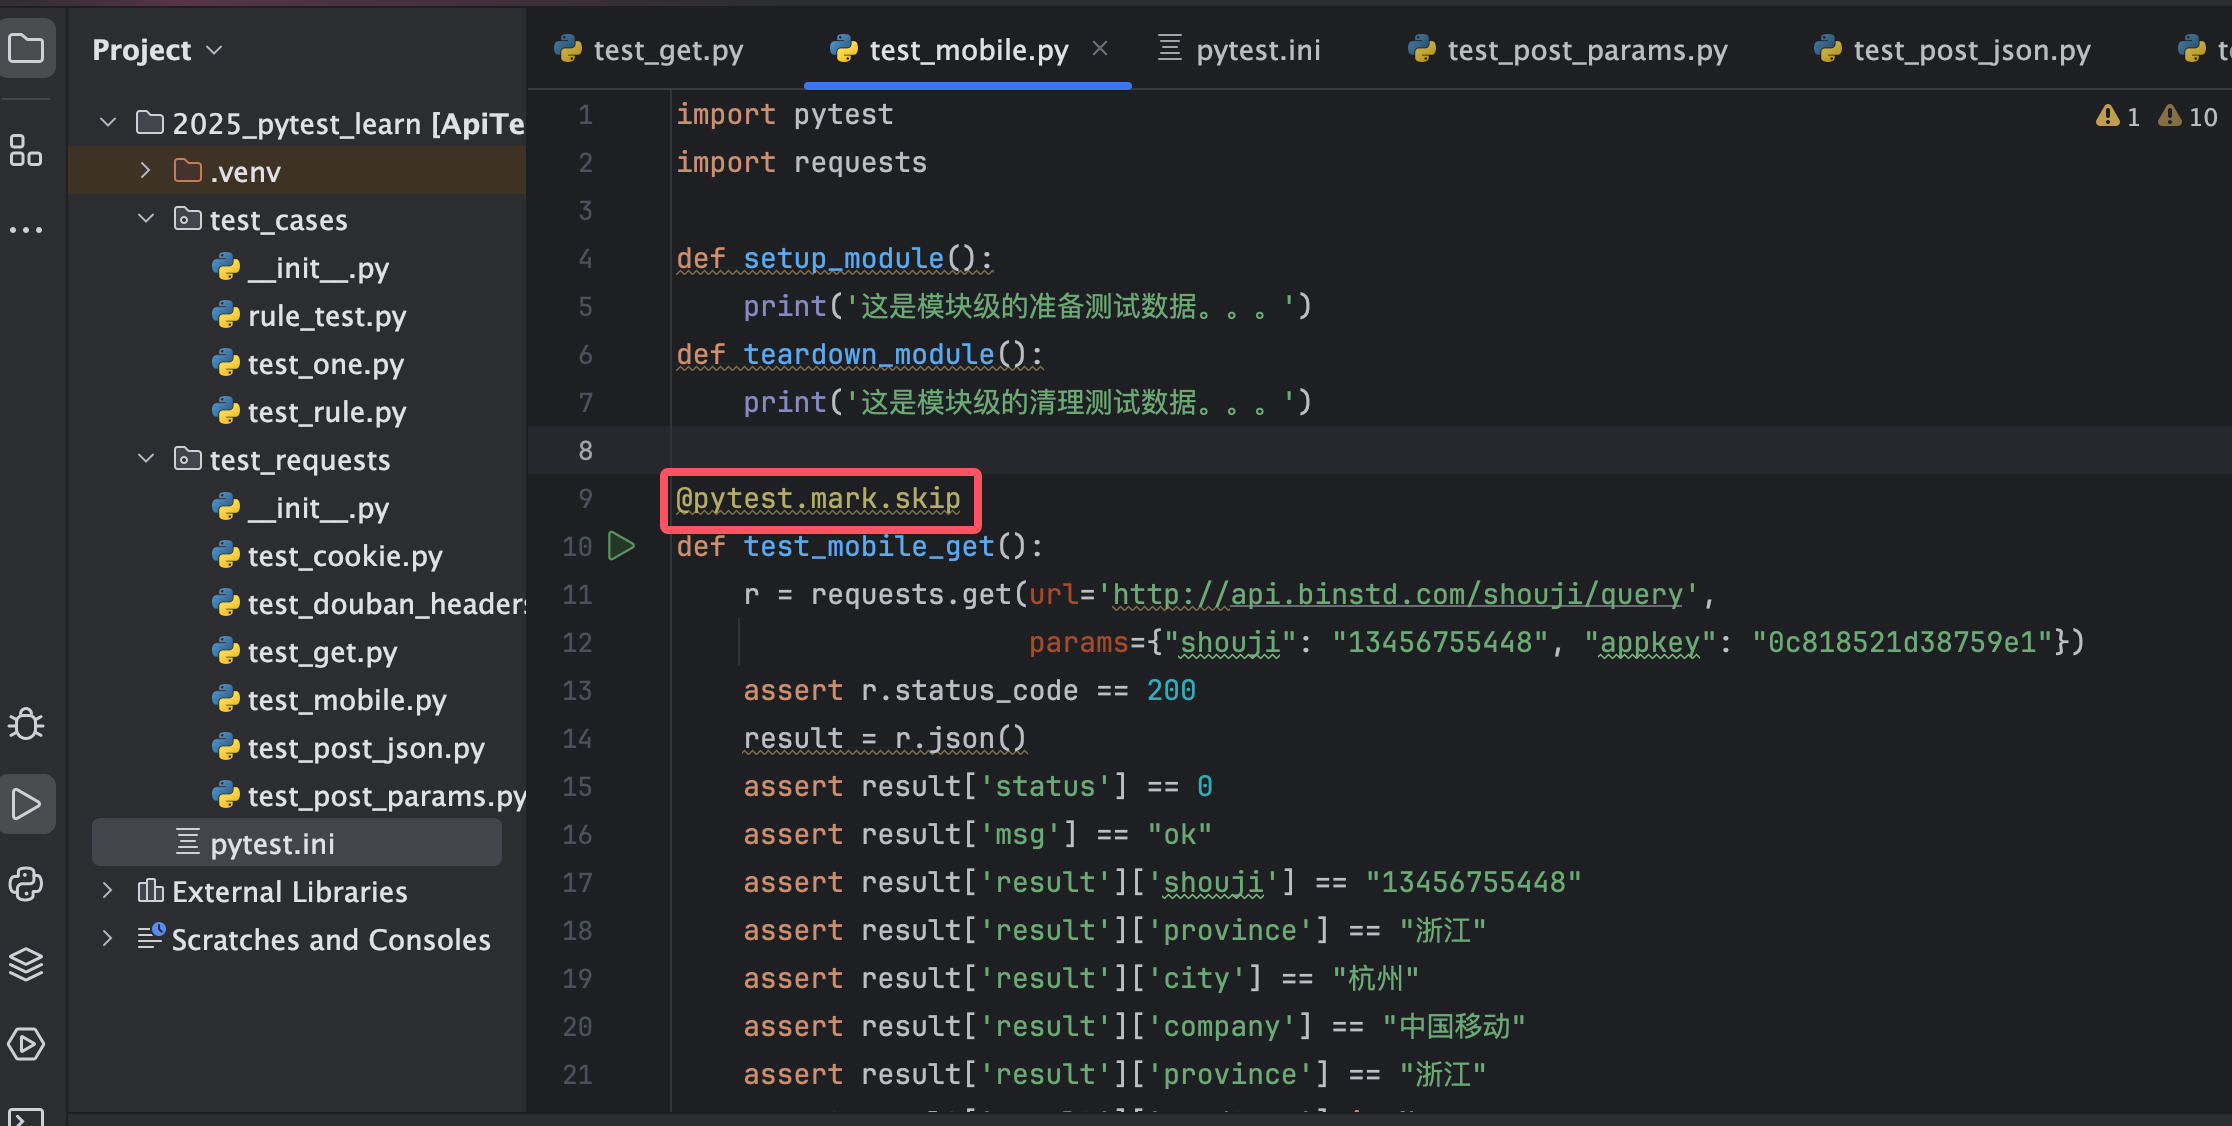 Project
2025_pytest_learn [ApiTe
.venv
test_cases
__init__.py
rule_test.py
test_one.py
test_rule.py
test_requests
__init__.py
test_cookie.py
test_douban_headers
test_get.py
test_mobile.py
test_post_json.py
test_post_params.py
pytest.ini
External Libraries
Scratches and Consoles
test_get.py
test_mobile.py
pytest.ini
test_post_params.py
test_post_json.py
1 10
1 import pytest
2 import requests
3
4 def setup_module():
5 print('这是模块级的准备测试数据。。。')
6 def teardown_module():
7 print('这是模块级的清理测试数据。。。')
8
9 @pytest.mark.skip
10 def test_mobile_get():
11 r = requests.get(url='http://api.binstd.com/shouji/query',
12 params={"shouji": "13456755448", "appkey": "0c818521d38759e1"})
13 assert r.status_code == 200
14 result = r.json()
15 assert result['status'] == 0
16 assert result['msg'] == "ok"
17 assert result['result']['shouji'] == "13456755448"
18 assert result['result']['province'] == "浙江"
19 assert result['result']['city'] == "杭州"
20 assert result['result']['company'] == "中国移动"
21 assert result['result']['province'] == "浙江"